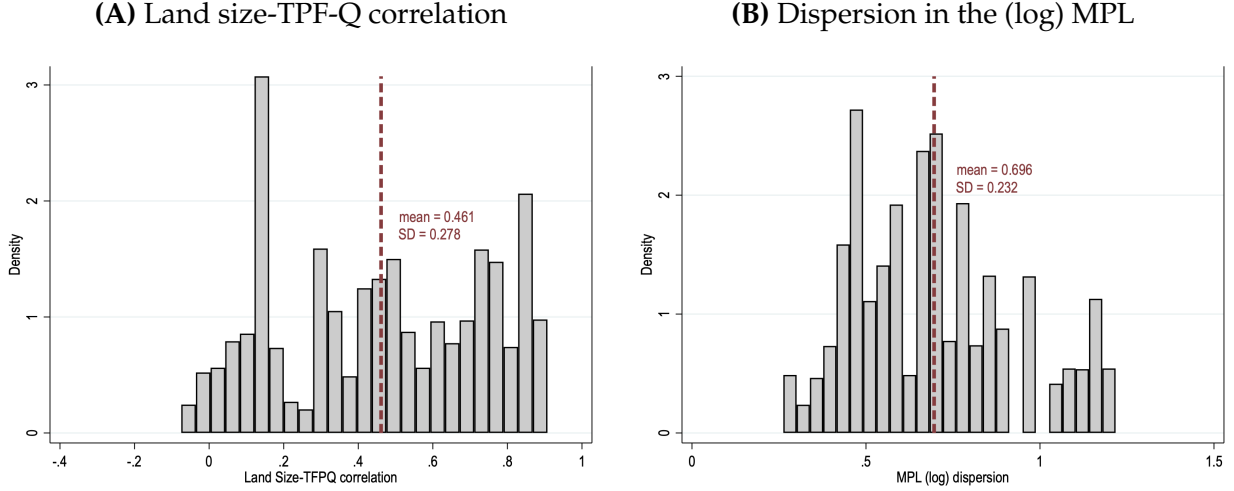 (A) Land size-TPF-Q correlation
3
2
1
0
Density
mean = 0.461
SD = 0.278
-.4 -.2 0 .2 .4 .6 .8 1
Land Size-TFPQ correlation
(B) Dispersion in the (log) MPL
3
2
1
0
Density
mean = 0.696
SD = 0.232
0 .5 1 1.5
MPL (log) dispersion